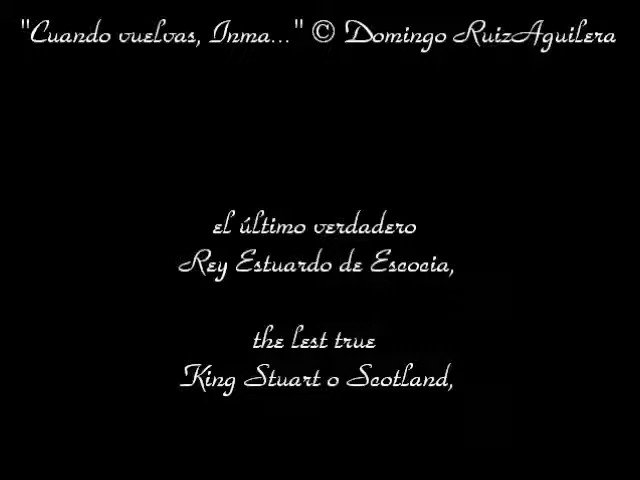 "Cuando vuelvas, Inma..." © Domingo RuizAguilera
el último verdadero
Rey Estuardo de Escocia,
the lest true
King Stuart o Scotland,